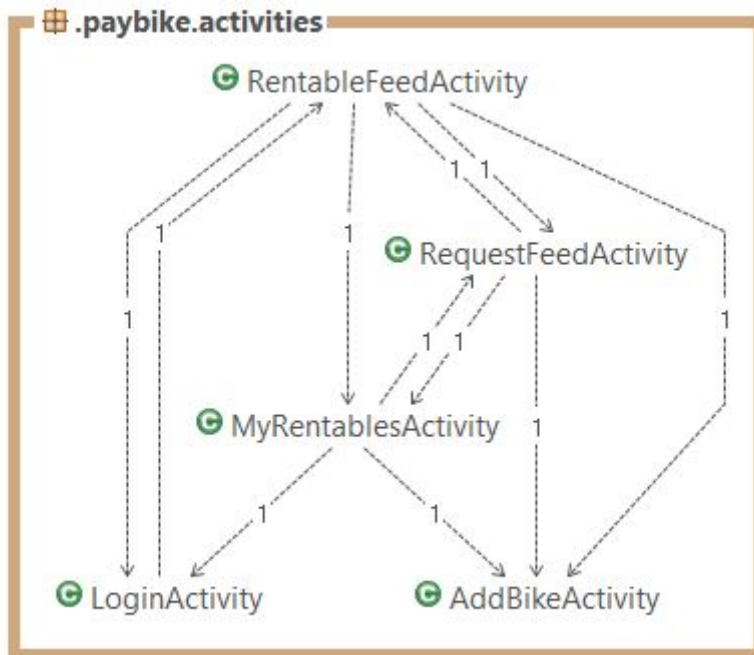 .paybike.activities
C RentableFeedActivity
1 1
1 1 1
C RequestFeedActivity
1 1
1 1
C MyRentablesActivity
1
1 1
C LoginActivity C AddBikeActivity